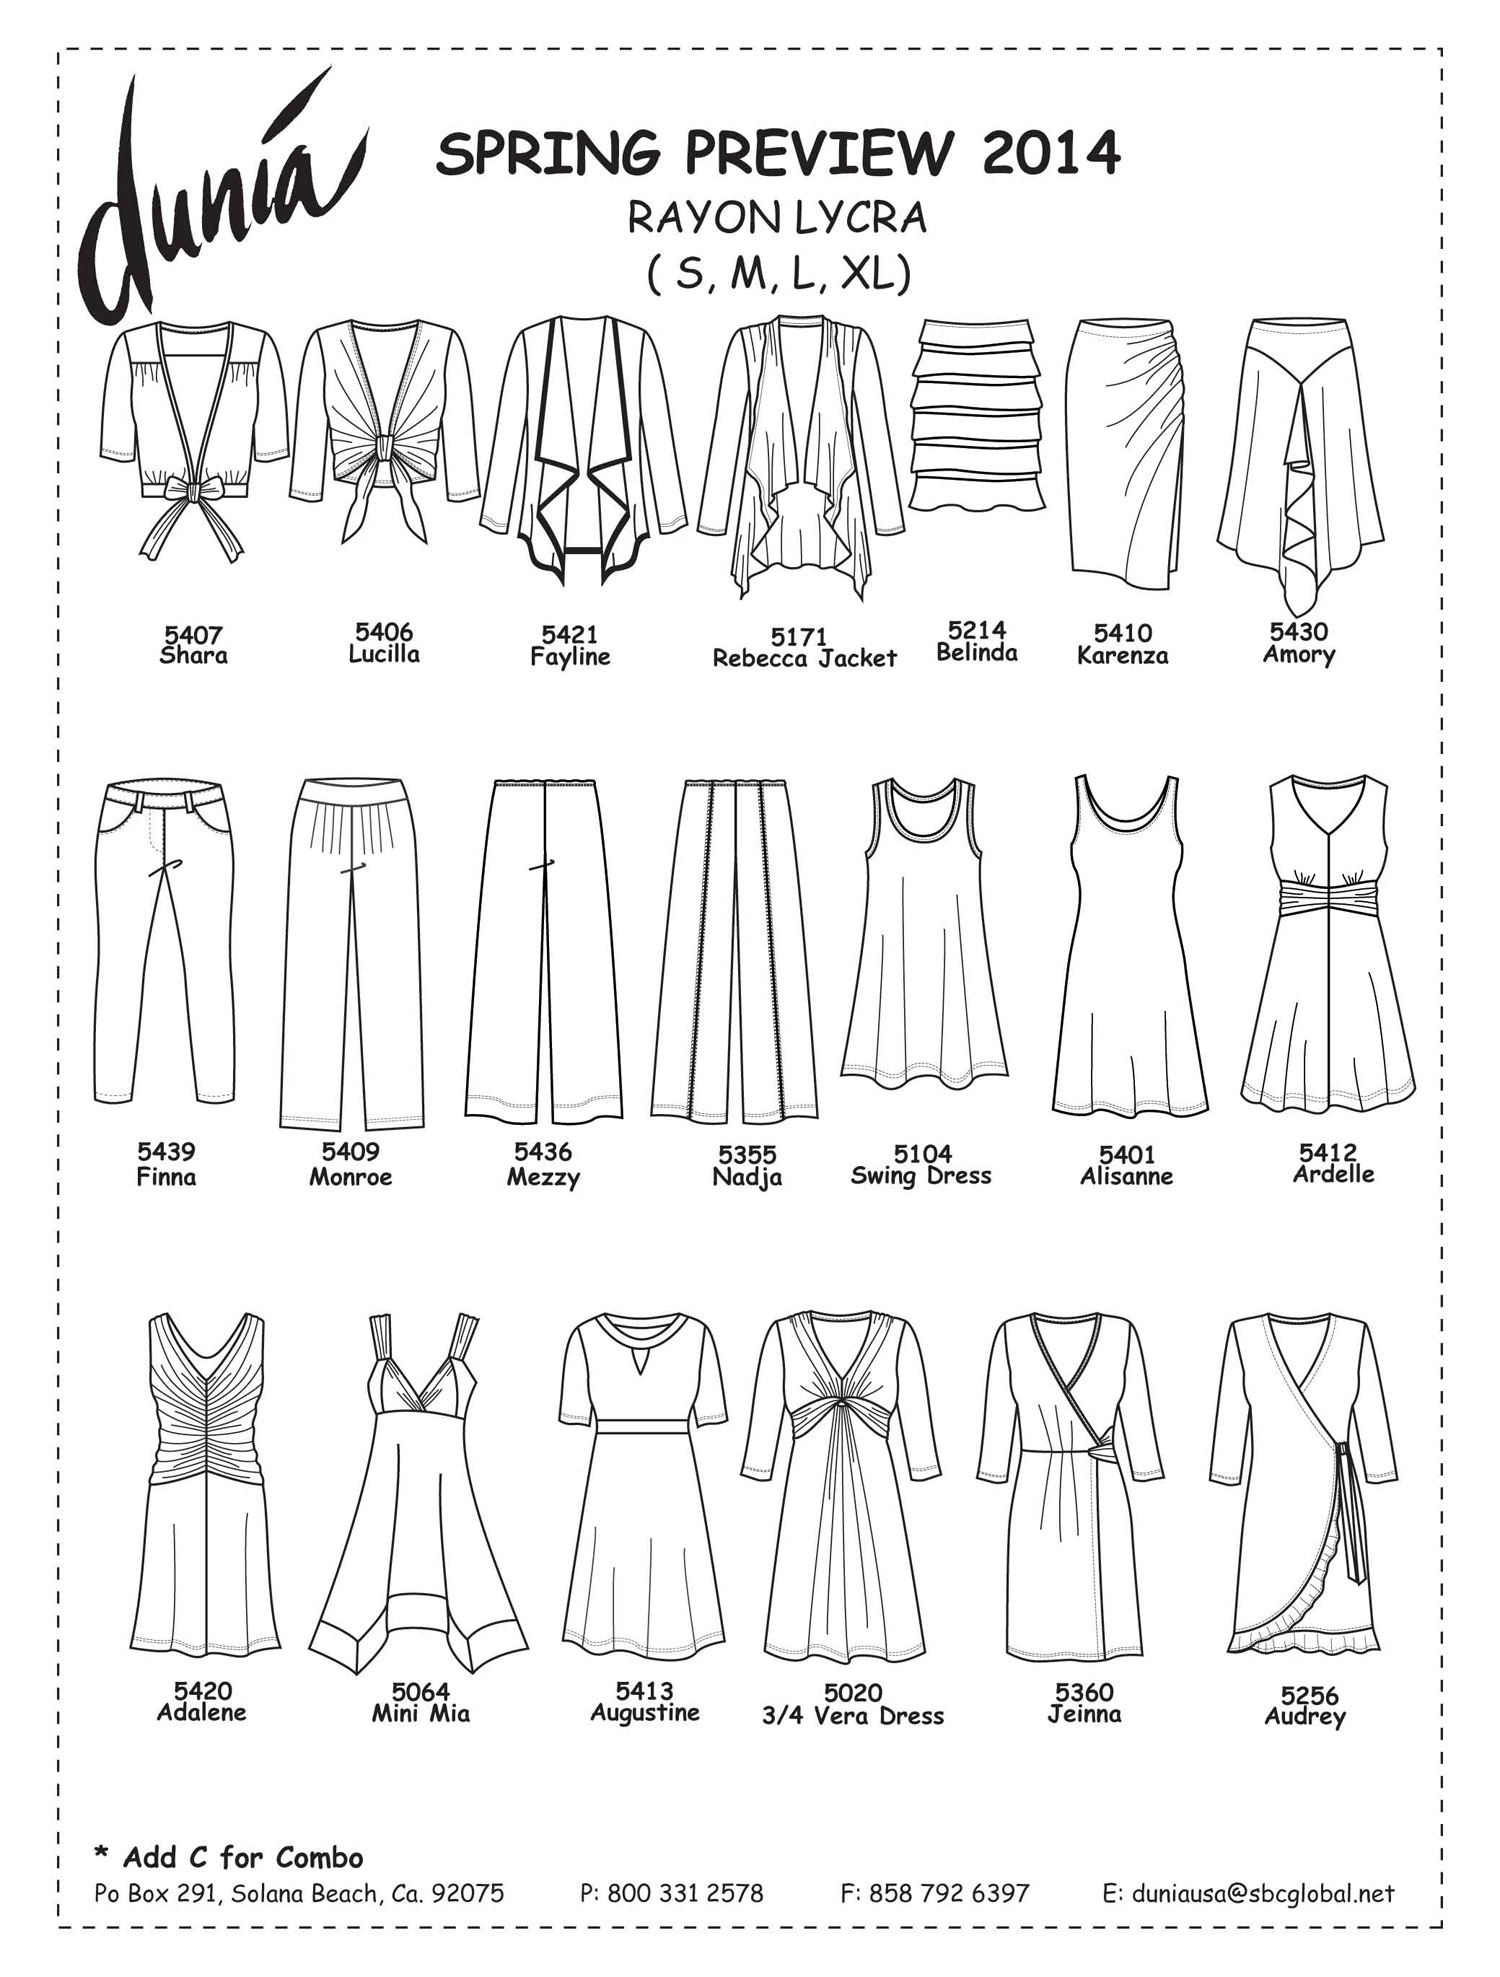 dunía
SPRING PREVIEW 2014
RAYON LYCRA
( S, M, L, XL)
5407
Shara
5406
Lucilla
5421
Fayline
5171
Rebecca Jacket
5214
Belinda
5410
Karenza
5430
Amory
5439
Finna
5409
Monroe
5436
Mezzy
5355
Nadja
5104
Swing Dress
5401
Alisanne
5412
Ardelle
5420
Adalene
5064
Mini Mia
5413
Augustine
5020
3/4 Vera Dress
5360
Jeinna
5256
Audrey
* Add C for Combo
Po Box 291, Solana Beach, Ca. 92075 P: 800 331 2578 F: 858 792 6397 E: duniausa@sbcglobal.net